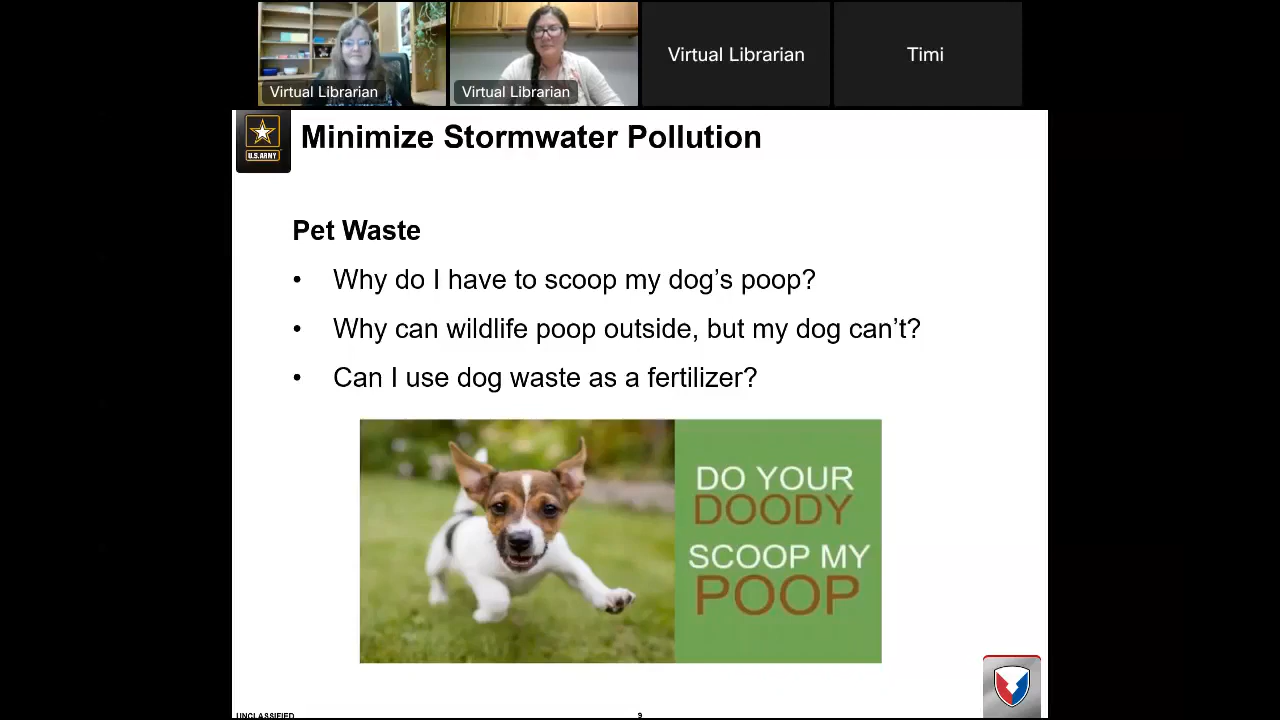 Virtual Librarian
Virtual Librarian
Virtual Librarian
Timi
U.S.ARMY
Minimize Stormwater Pollution
Pet Waste
• Why do I have to scoop my dog’s poop?
• Why can wildlife poop outside, but my dog can’t?
• Can I use dog waste as a fertilizer?
DO YOUR
DOODY
SCOOP MY
POOP
UNCLASSIFIED
9